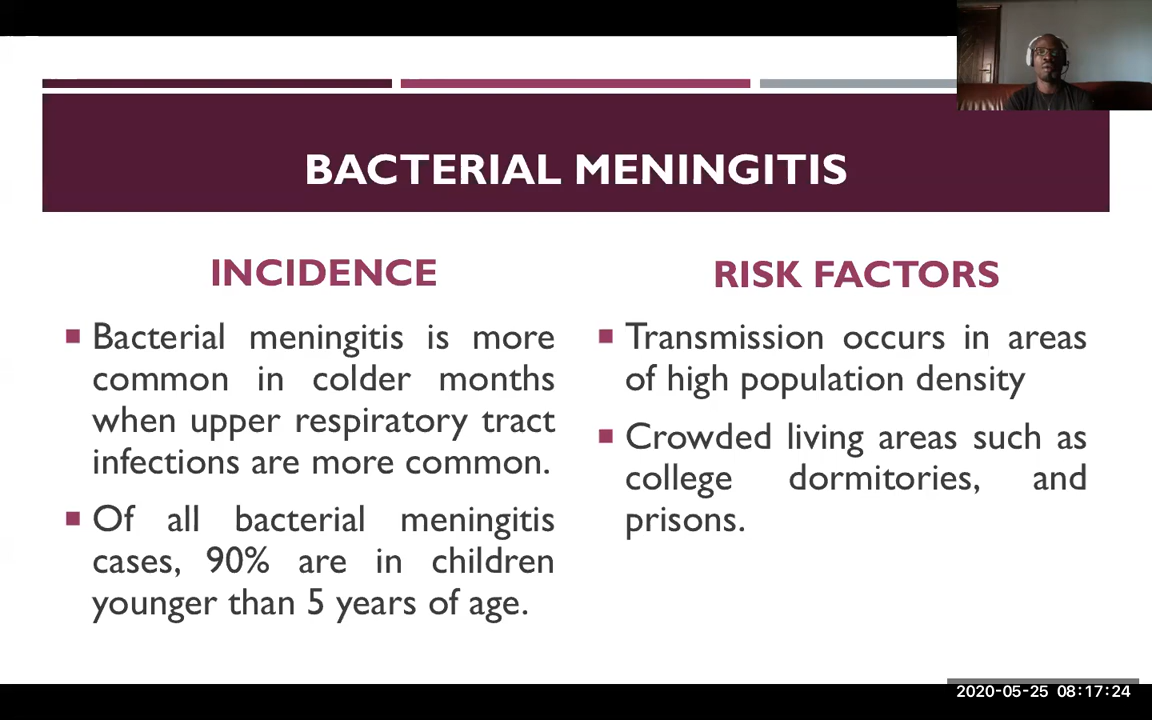 BACTERIAL MENINGITIS
INCIDENCE
Bacterial meningitis is more
common in colder months
when upper respiratory tract
infections are more common.
Of all bacterial meningitis
cases, 90% are in children
younger than 5 years of age.
RISK FACTORS
Transmission occurs in areas
of high population density
Crowded living areas such as
college dormitories, and
prisons.
2020-05-25 08:17:24